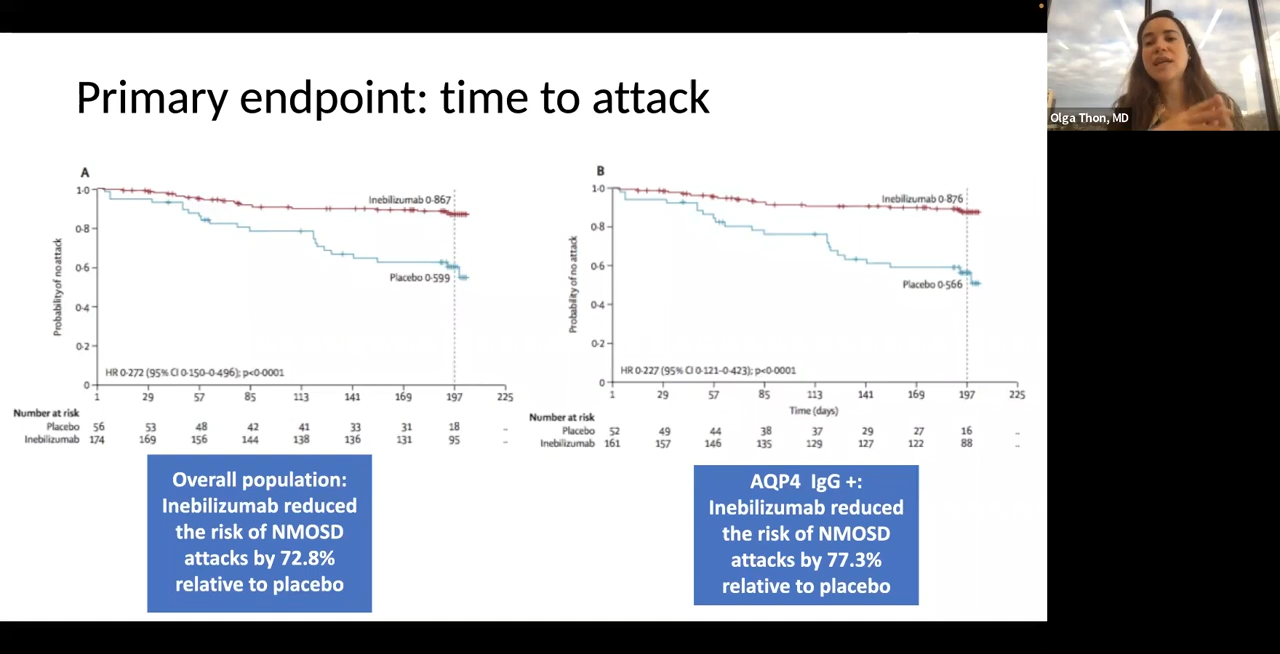 Primary endpoint: time to attack
Olga Thon, MD
A
Probability of no attack
1·0
0·8
0·6
0·4
0·2
0
Inebilizumab 0·867
Placebo 0·599
HR 0·272 (95% CI 0·150–0·496); p<0·0001
1 29 57 85 113 141 169 197 225
Number at risk
Placebo 56 53 48 42 41 33 31 18 ..
Inebilizumab 174 169 156 144 138 136 131 95 ..
Overall population:
Inebilizumab reduced
the risk of NMOSD
attacks by 72.8%
relative to placebo
B
Probability of no attack
1·0
0·8
0·6
0·4
0·2
0
Inebilizumab 0·876
Placebo 0·566
HR 0·227 (95% CI 0·121–0·423); p<0·0001
1 29 57 85 113 141 169 197 225
Time (days)
Number at risk
Placebo 52 49 44 38 37 29 27 16 ..
Inebilizumab 161 157 146 135 129 127 122 88 ..
AQP4 IgG +:
Inebilizumab reduced
the risk of NMOSD
attacks by 77.3%
relative to placebo